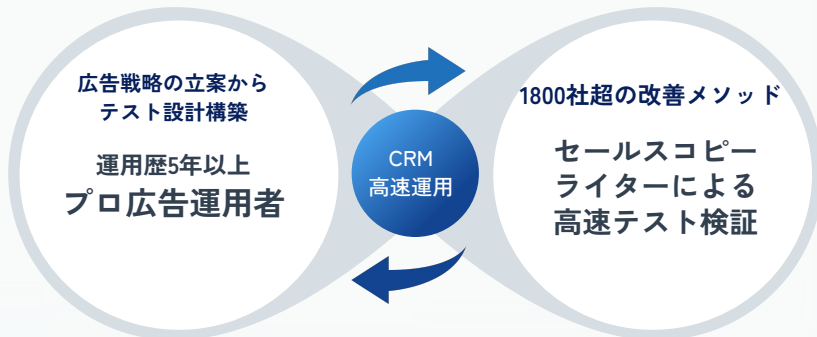 広告戦略の立案から
テスト設計構築
運用歴5年以上
プロ広告運用者
CRM
高速運用
1800社超の改善メソッド
セールスコピー
ライターによる
高速テスト検証